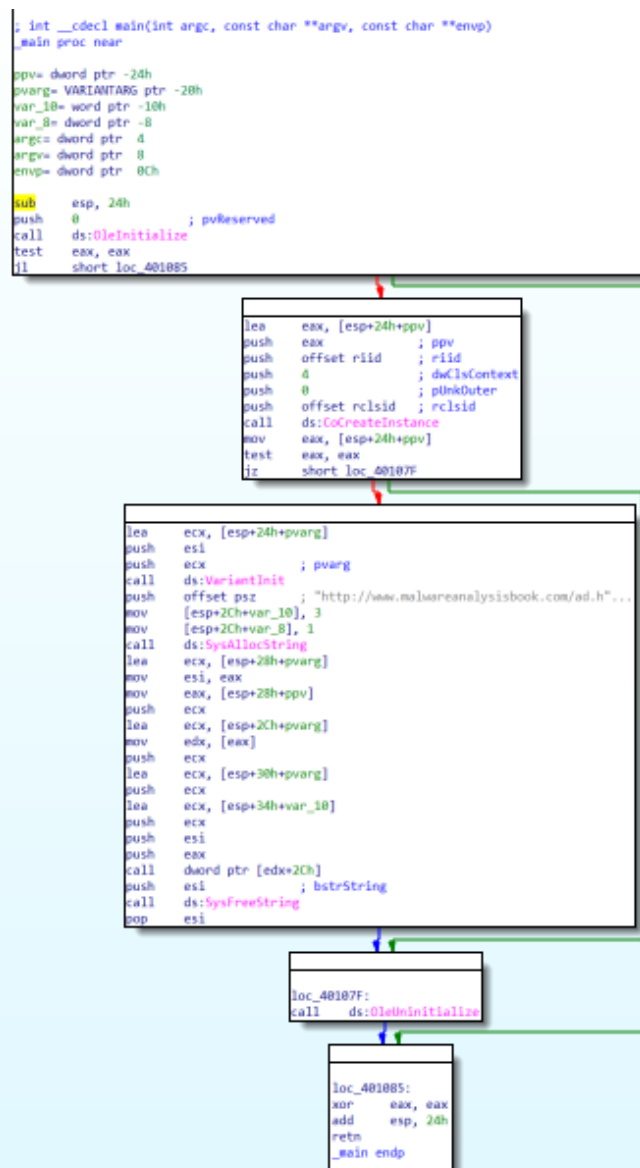 ; int __cdecl main(int argc, const char **argv, const char **envp)
_main proc near
ppv= dword ptr -24h
pvarg= VARIANTARG ptr -20h
var_10= word ptr -10h
var_8= dword ptr -8
argc= dword ptr 4
argv= dword ptr 8
envp= dword ptr 0Ch
sub esp, 24h
push 0 ; pvReserved
call ds:OleInitialize
test eax, eax
jl short loc_401085
lea eax, [esp+24h+ppv]
push eax ; ppv
push offset riid ; riid
push 4 ; dwClsContext
push 0 ; pUnkOuter
push offset rclsid ; rclsid
call ds:CoCreateInstance
mov eax, [esp+24h+ppv]
test eax, eax
jz short loc_40107F
lea ecx, [esp+24h+pvarg]
push esi
push ecx ; pvarg
call ds:VariantInit
push offset psz ; "http://www.malwareanalysisbook.com/ad.h"...
mov [esp+2Ch+var_10], 3
mov [esp+2Ch+var_8], 1
call ds:SysAllocString
lea ecx, [esp+28h+pvarg]
mov esi, eax
mov eax, [esp+28h+ppv]
push ecx
lea ecx, [esp+2Ch+pvarg]
mov edx, [eax]
push ecx
lea ecx, [esp+30h+pvarg]
push ecx
lea ecx, [esp+34h+var_10]
push ecx
push esi
push eax
call dword ptr [edx+2Ch]
push esi ; bstrString
call ds:SysFreeString
pop esi
loc_40107F:
call ds:OleUninitialize
loc_401085:
xor eax, eax
add esp, 24h
retn
_main endp